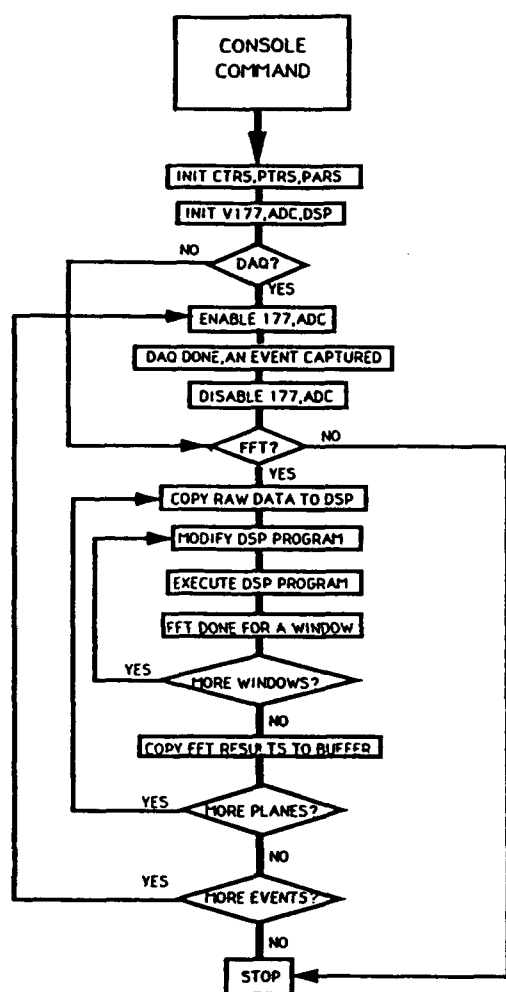 CONSOLE
COMMAND
INIT CTRS,PTRS,PARS
INIT V177,ADC,DSP
NO
DAQ?
YES
ENABLE 177,ADC
DAQ DONE,AN EVENT CAPTURED
DISABLE 177,ADC
FFT?
NO
YES
COPY RAW DATA TO DSP
MODIFY DSP PROGRAM
EXECUTE DSP PROGRAM
FFT DONE FOR A WINDOW
YES
MORE WINDOWS?
NO
COPY FFT RESULTS TO BUFFER
YES
MORE PLANES?
NO
YES
MORE EVENTS?
NO
STOP